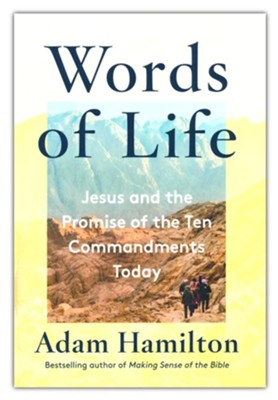 Words
of Life
Jesus and the
Promise of the Ten
Commandments
Today
Adam Hamilton
Bestselling author of Making Sense of the Bible